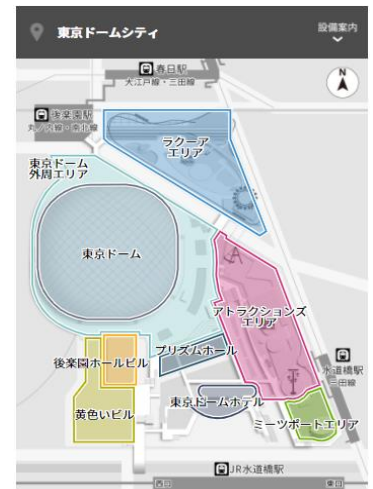 東京ドームシティ
設備案内
春日駅
大江戸線・三田線
N
後楽園駅
丸ノ内線・南北線
ラクーア
エリア
東京ドーム
外周エリア
東京ドーム
アトラクションズ
エリア
プリズムホール
後楽園ホールビル
水道橋駅
三田線
東京ドームホテル
黄色いビル
ミーツポートエリア
JR水道橋駅
西口
東口